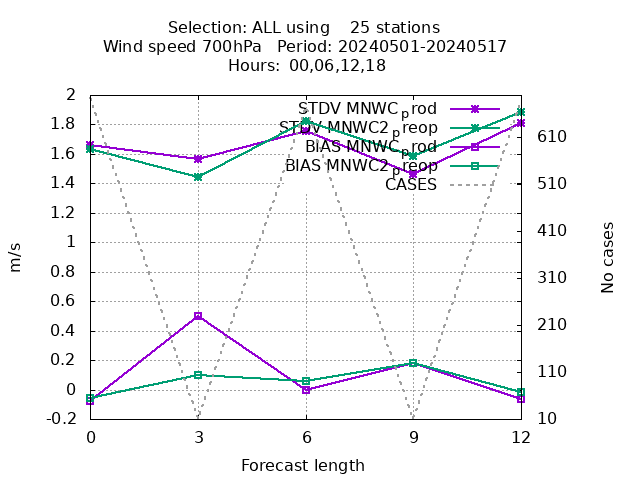 Selection: ALL using 25 stations
Wind speed 700hPa Period: 20240501-20240517
Hours: 00,06,12,18
2
1.8
1.6
1.4
1.2
1
0.8
0.6
0.4
0.2
0
-0.2
m/s
STDV MNWC_prod
STDV MNWC2_preop
BIAS MNWC_prod
BIAS MNWC2_preop
CASES
610
510
410
310
210
110
10
No cases
0 3 6 9 12
Forecast length